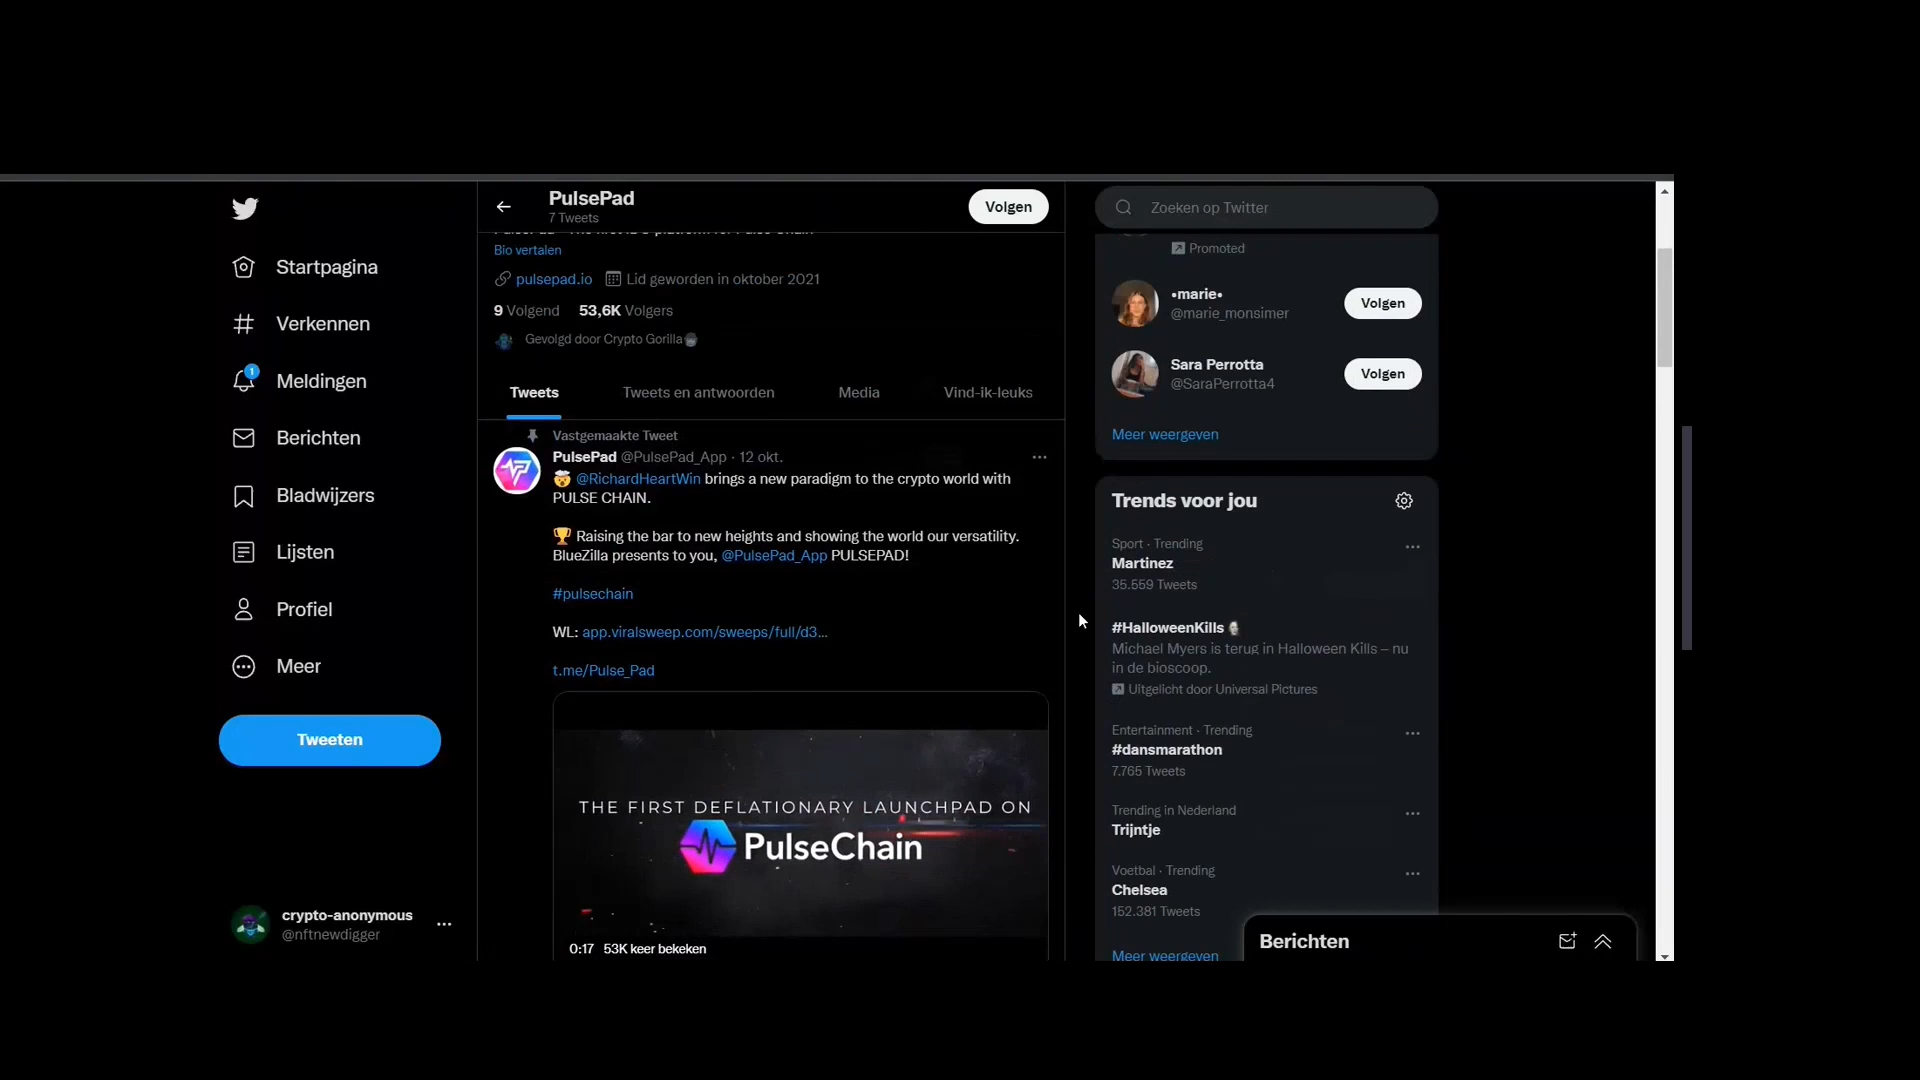 Startpagina
Verkennen
1
Meldingen
Berichten
Bladwijzers
Lijsten
Profiel
Meer
Tweeten
crypto-anonymous
@nftnewdigger
PulsePad
7 Tweets
Volgen
Bio vertalen
pulsepad.io Lid geworden in oktober 2021
9 Volgend 53,6K Volgers
Gevolgd door Crypto Gorilla
Tweets Tweets en antwoorden Media Vind-ik-leuks
Vastgemaakte Tweet
PulsePad @PulsePad_App · 12 okt.
🤯 @RichardHeartWin brings a new paradigm to the crypto world with
PULSE CHAIN.
🏆 Raising the bar to new heights and showing the world our versatility.
BlueZilla presents to you, @PulsePad_App PULSEPAD!
#pulsechain
WL: app.viralsweep.com/sweeps/full/d3...
t.me/Pulse_Pad
THE FIRST DEFLATIONARY LAUNCHPAD ON
PulseChain
0:17 53K keer bekeken
Zoeken op Twitter
Promoted
•marie•
@marie_monsimer
Volgen
Sara Perrotta
@SaraPerrotta4
Volgen
Meer weergeven
Trends voor jou
Sport · Trending
Martinez
35.559 Tweets
#HalloweenKills
Michael Myers is terug in Halloween Kills – nu
in de bioscoop.
Uitgelicht door Universal Pictures
Entertainment · Trending
#dansmarathon
7.765 Tweets
Trending in Nederland
Trijntje
Voetbal · Trending
Chelsea
152.381 Tweets
Meer weergeven
Berichten